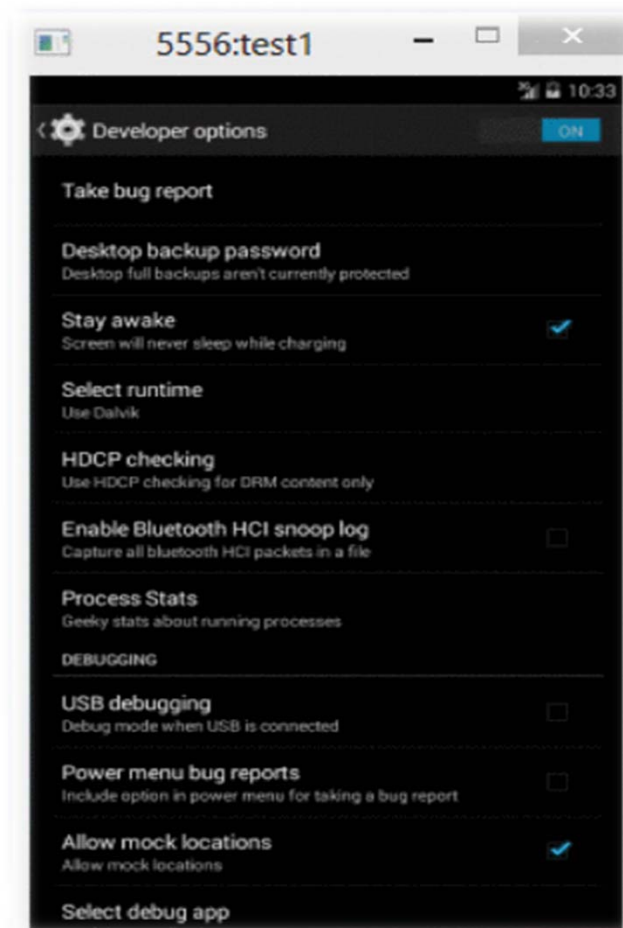 5556:test1
10:33
Developer options
ON
Take bug report
Desktop backup password
Desktop full backups aren't currently protected
Stay awake
Screen will never sleep while charging
Select runtime
Use Dalvik
HDCP checking
Use HDCP checking for DRM content only
Enable Bluetooth HCI snoop log
Capture all bluetooth HCI packets in a file
Process Stats
Geeky stats about running processes
DEBUGGING
USB debugging
Debug mode when USB is connected
Power menu bug reports
Include option in power menu for taking a bug report
Allow mock locations
Allow mock locations
Select debug app